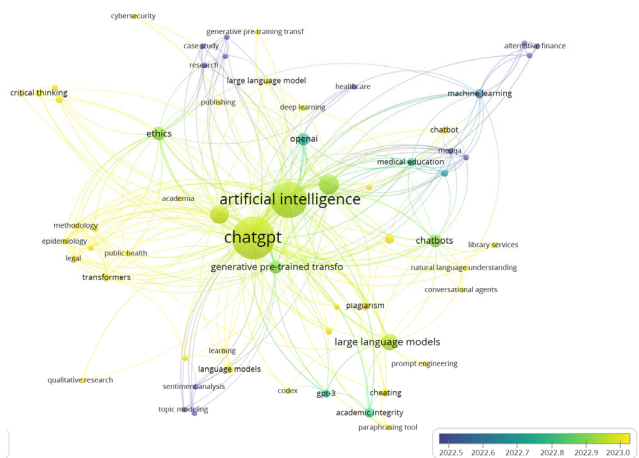 cybersecurity
generative pre-training transf
case study
alternative finance
research
large language model
healthcare
critical thinking
machine learning
publishing
deep learning
ethics
chatbot
openai
medqa
medical education
academia
artificial intelligence
methodology
chatgpt
epidemiology
chatbots
library services
public health
legal
generative pre-trained transfo
natural language understanding
transformers
conversational agents
plagiarism
large language models
learning
prompt engineering
language models
qualitative research
sentiment analysis
codex
gpt-3
cheating
topic modeling
academic integrity
paraphrasing tool
2022.5 2022.6 2022.7 2022.8 2022.9 2023.0